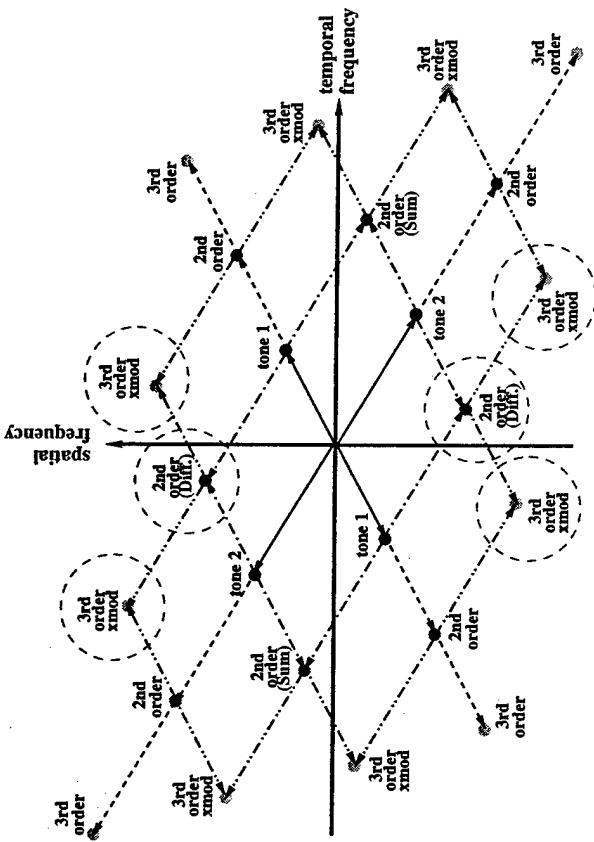 3rd
order
3rd
order
xmod
temporal
frequency
3rd
order
xmod
3rd
order
2nd
order
2nd
order
(Sum)
2nd
order
3rd
order
xmod
tone 1
tone 2
3rd
order
xmod
spatial
frequency
2nd
order
(Diff.)
2nd
order
(Diff.)
3rd
order
xmod
tone 2
tone 1
3rd
order
xmod
2nd
order
2nd
order
(Sum)
2nd
order
3rd
order
3rd
order
xmod
3rd
order
xmod
3rd
order